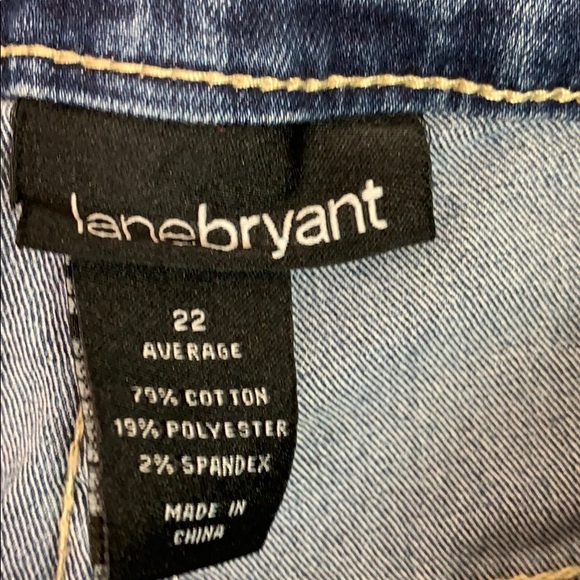 lanebryant
22
AVERAGE
79% COTTON
19% POLYESTER
2% SPANDEX
MADE IN
CHINA